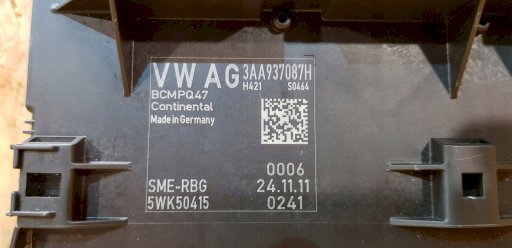 VW AG 3AA937087H
H421 S0464
BCMPQ47
Continental
Made in Germany
0006
SME-RBG 24.11.11
5WK50415 0241